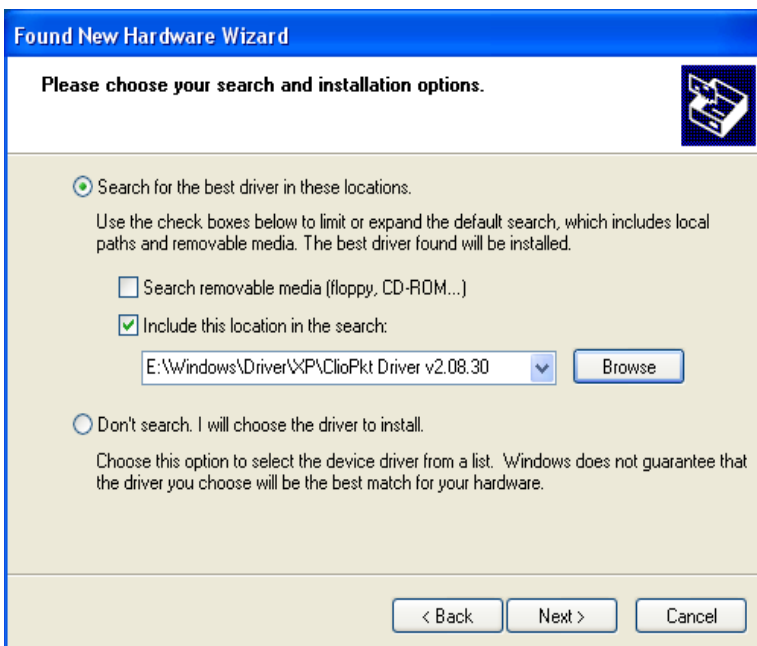 Found New Hardware Wizard
Please choose your search and installation options.
Search for the best driver in these locations.
Use the check boxes below to limit or expand the default search, which includes local
paths and removable media. The best driver found will be installed.
Search removable media (floppy, CD-ROM...)
Include this location in the search:
E:\Windows\Driver\XP\ClioPkt Driver v2.08.30
Browse
Don't search. I will choose the driver to install.
Choose this option to select the device driver from a list. Windows does not guarantee that
the driver you choose will be the best match for your hardware.
< Back Next > Cancel